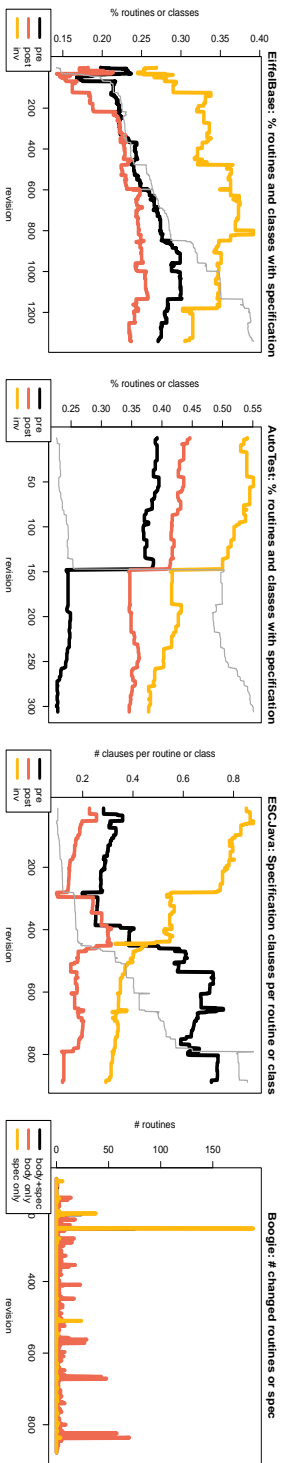 EiffelBase: % routines and classes with specification
% routines or classes
0.15
0.20
0.25
0.30
0.35
0.40
200
400
600
800
1000
1200
revision
pre
post
inv
AutoTest: % routines and classes with specification
% routines or classes
0.25
0.30
0.35
0.40
0.45
0.50
0.55
50
100
150
200
250
300
revision
pre
post
inv
ESCJava: Specification clauses per routine or class
# clauses per routine or class
0.2
0.4
0.6
0.8
200
400
600
800
revision
pre
post
inv
Boogie: # changed routines or spec
# routines
0
50
100
150
0
400
600
800
revision
body+spec
body only
spec only